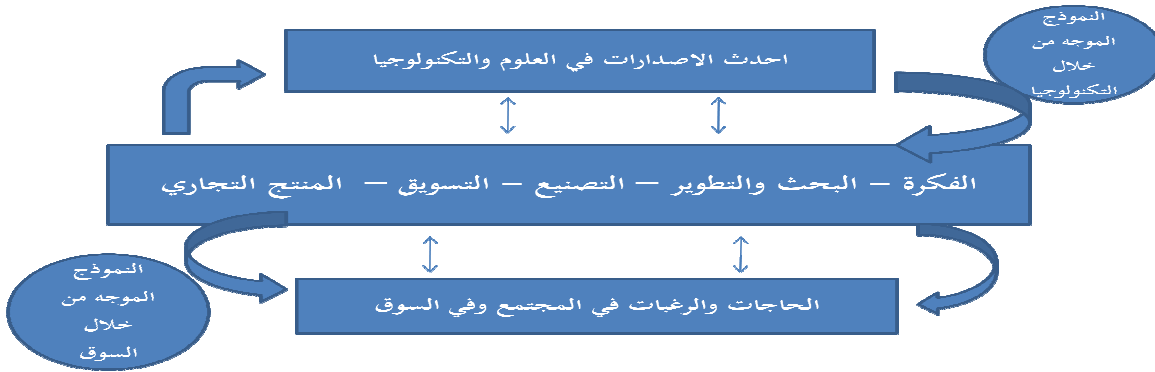 النموذج
الموجه من
خلال
التكنولوجيا
احدث الاصدارات في العلوم والتكنولوجيا
الفكرة – البحث والتطوير – التصنيع – التسويق – المنتج التجاري
النموذج
الموجه من
خلال
السوق
الحاجات والرغبات في المجتمع وفي السوق